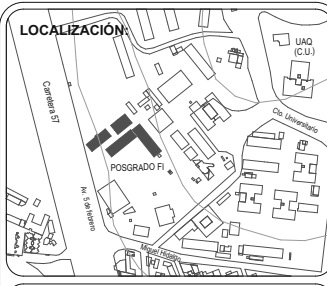 LOCALIZACIÓN:
UAQ
(C.U.)
Carretera 57
Cto. Universitario
POSGRADO FI
Av. 5 de febrero
Miguel Hidalgo